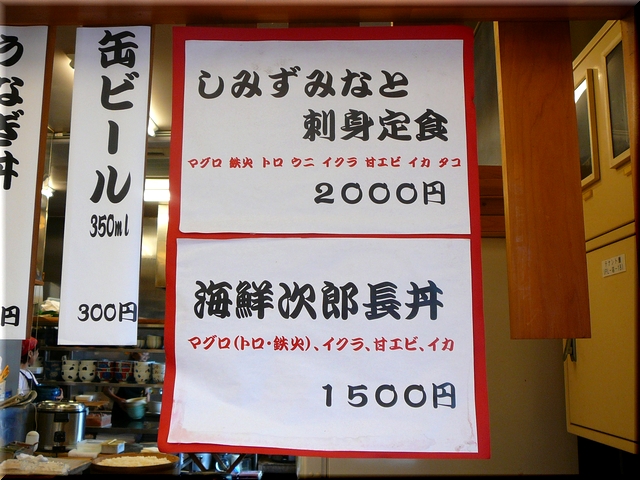 うなぎ丼
円
缶ビール
350ml
300円
しみずみなと
刺身定食
マグロ 鉄火 トロ ウニ イクラ 甘エビ イカ タコ
2000円
海鮮次郎長丼
マグロ(トロ・鉄火)、イクラ、甘エビ、イカ
1500円